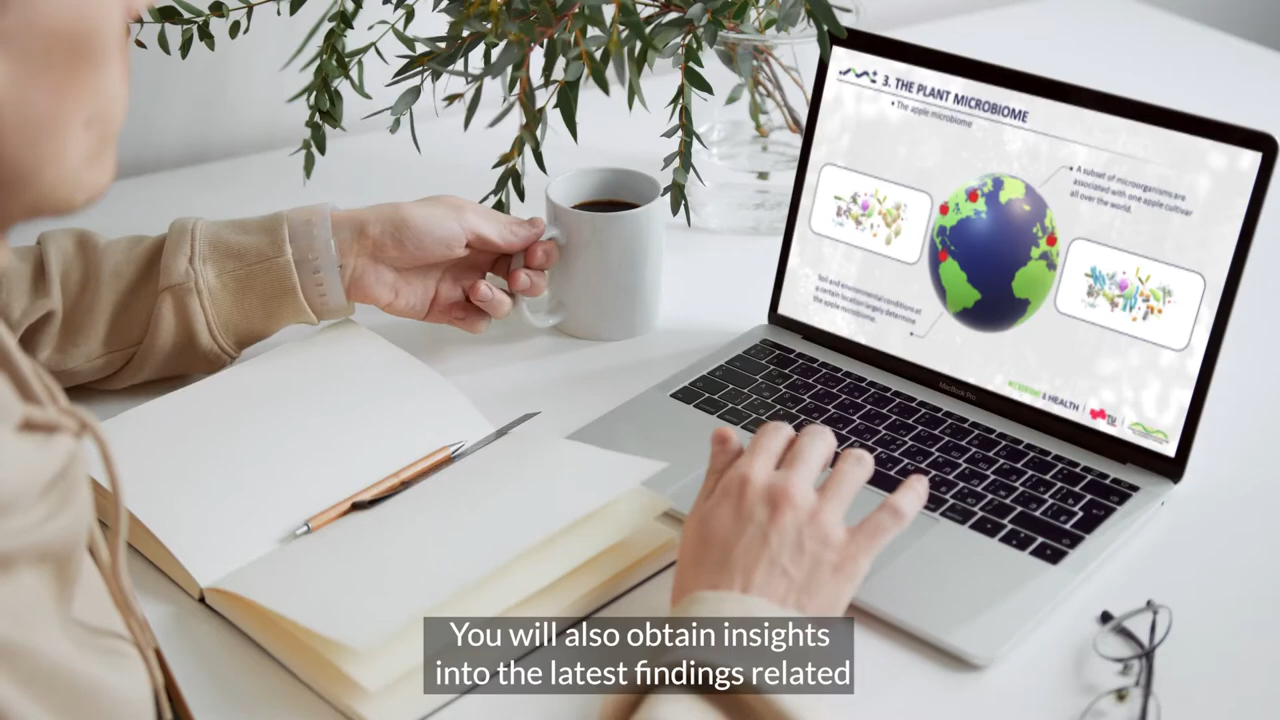 3. THE PLANT MICROBIOME
• The apple microbiome
• A subset of microorganisms are
associated with one apple cultivar
all over the world.
Soil and environmental conditions at
a certain location largely determine
the apple microbiome.
MICROBIOME & HEALTH
TU
MacBook Pro
You will also obtain insights
into the latest findings related